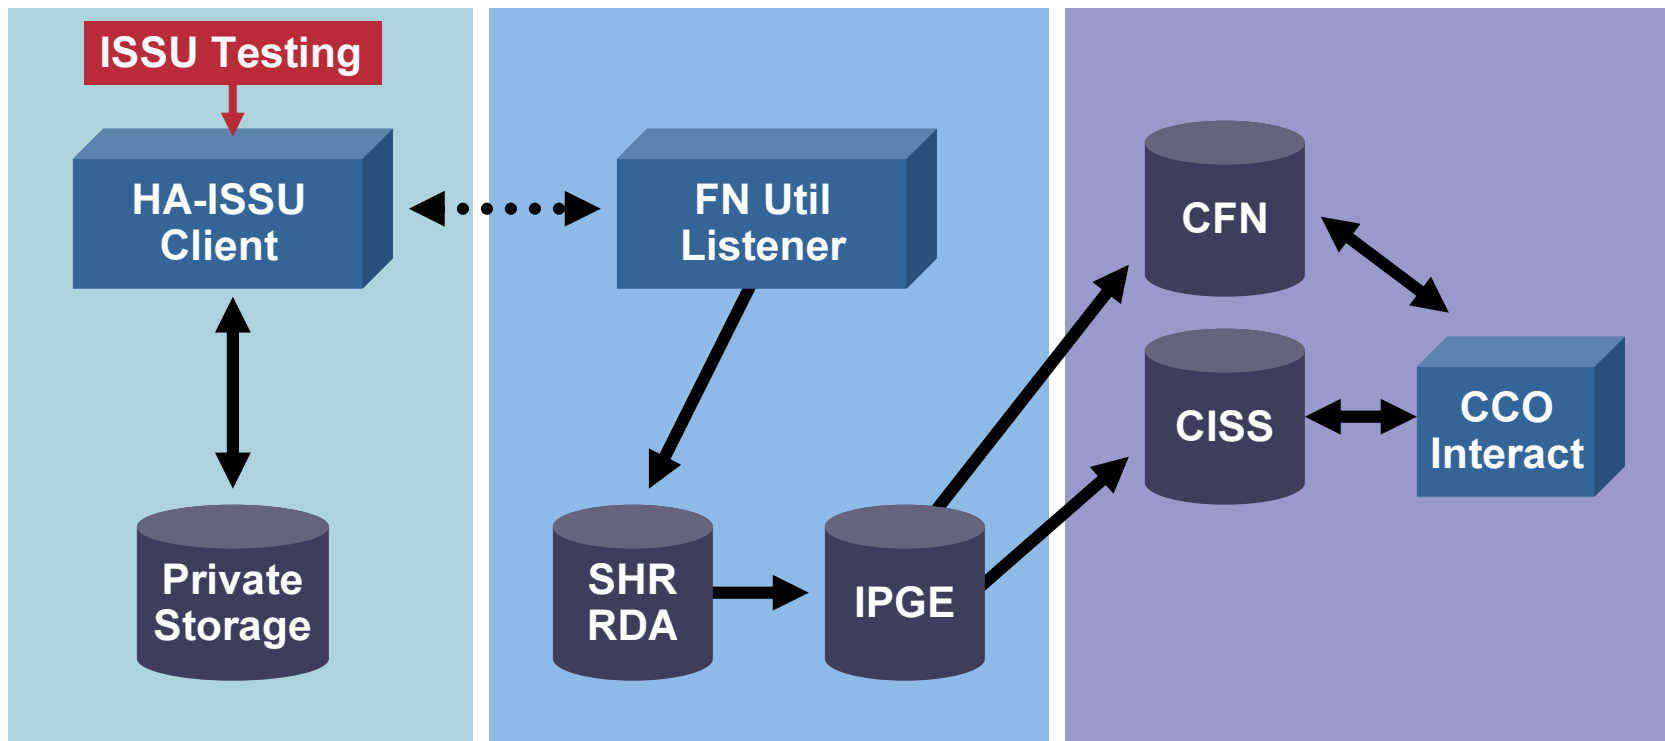 ISSU Testing
HA-ISSU
Client
Private
Storage
FN Util
Listener
SHR
RDA
IPGE
CFN
CISS
CCO
Interact